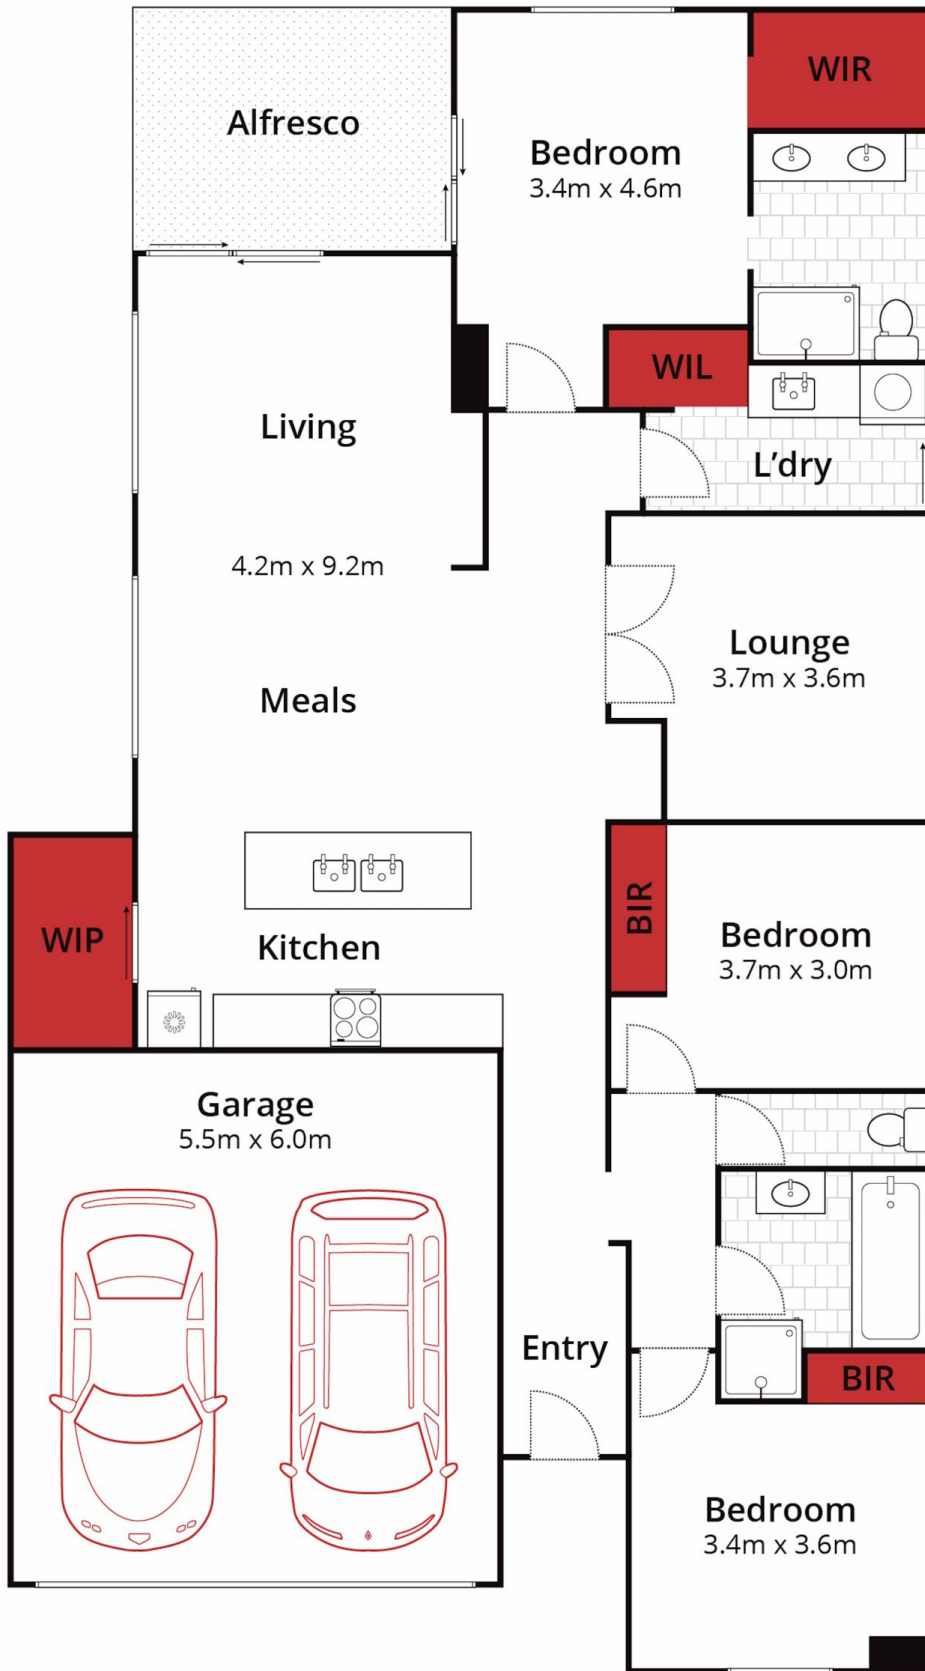 WIR
Alfresco
Bedroom
3.4m x 4.6m
WIL
Living
L'dry
4.2m x 9.2m
Lounge
3.7m x 3.6m
Meals
BIR
WIP
Bedroom
3.7m x 3.0m
Kitchen
Garage
5.5m x 6.0m
Entry
BIR
Bedroom
3.4m x 3.6m